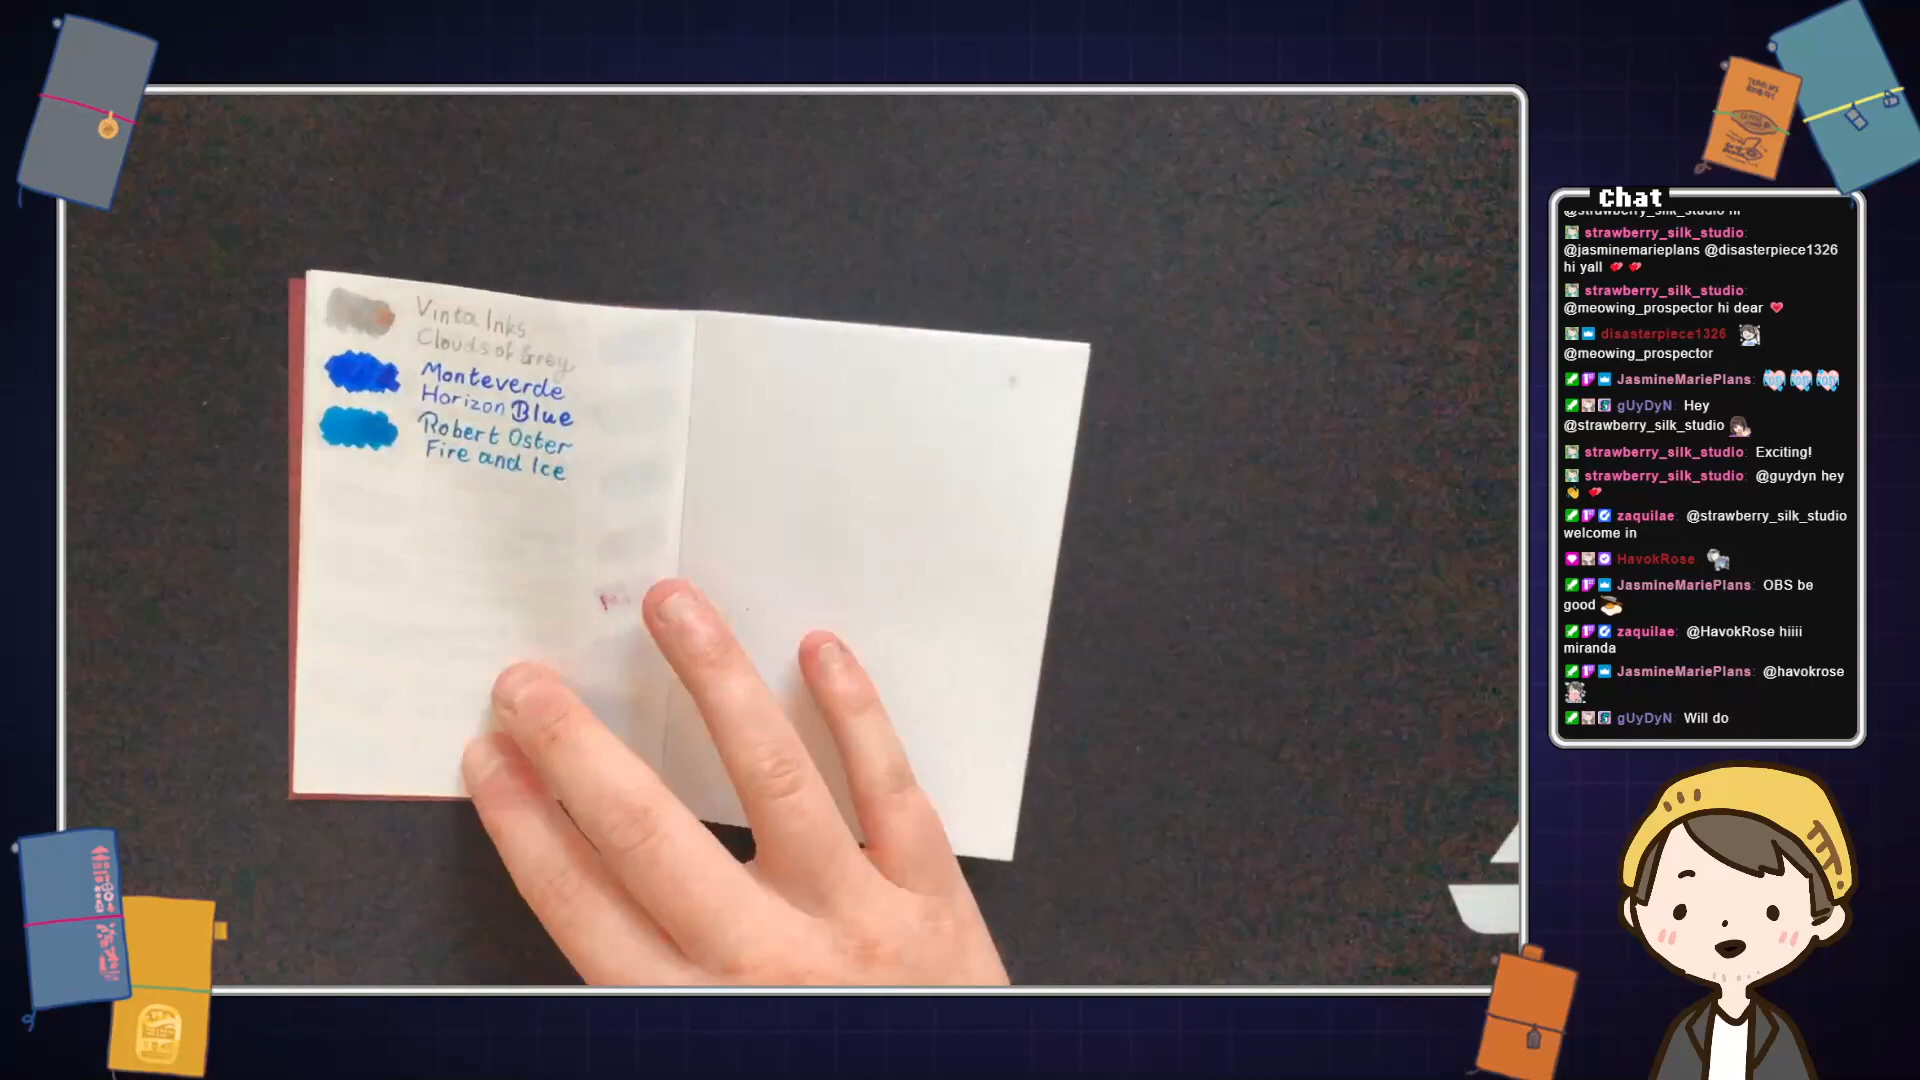 Vinta Inks
Clouds of Grey
Monteverde
Horizon Blue
Robert Oster
Fire and Ice
Chat
@strawberry_silk_studio hi
strawberry_silk_studio:
@jasminemarieplans @disasterpiece1326
hi yall
strawberry_silk_studio:
@meowing_prospector hi dear
disasterpiece1326
@meowing_prospector
JasmineMariePlans:
gUyDyN: Hey
@strawberry_silk_studio
strawberry_silk_studio: Exciting!
strawberry_silk_studio: @guydyn hey
zaquilae: @strawberry_silk_studio
welcome in
HavokRose:
JasmineMariePlans: OBS be
good
zaquilae: @HavokRose hiiii
miranda
JasmineMariePlans: @havokrose
gUyDyN: Will do